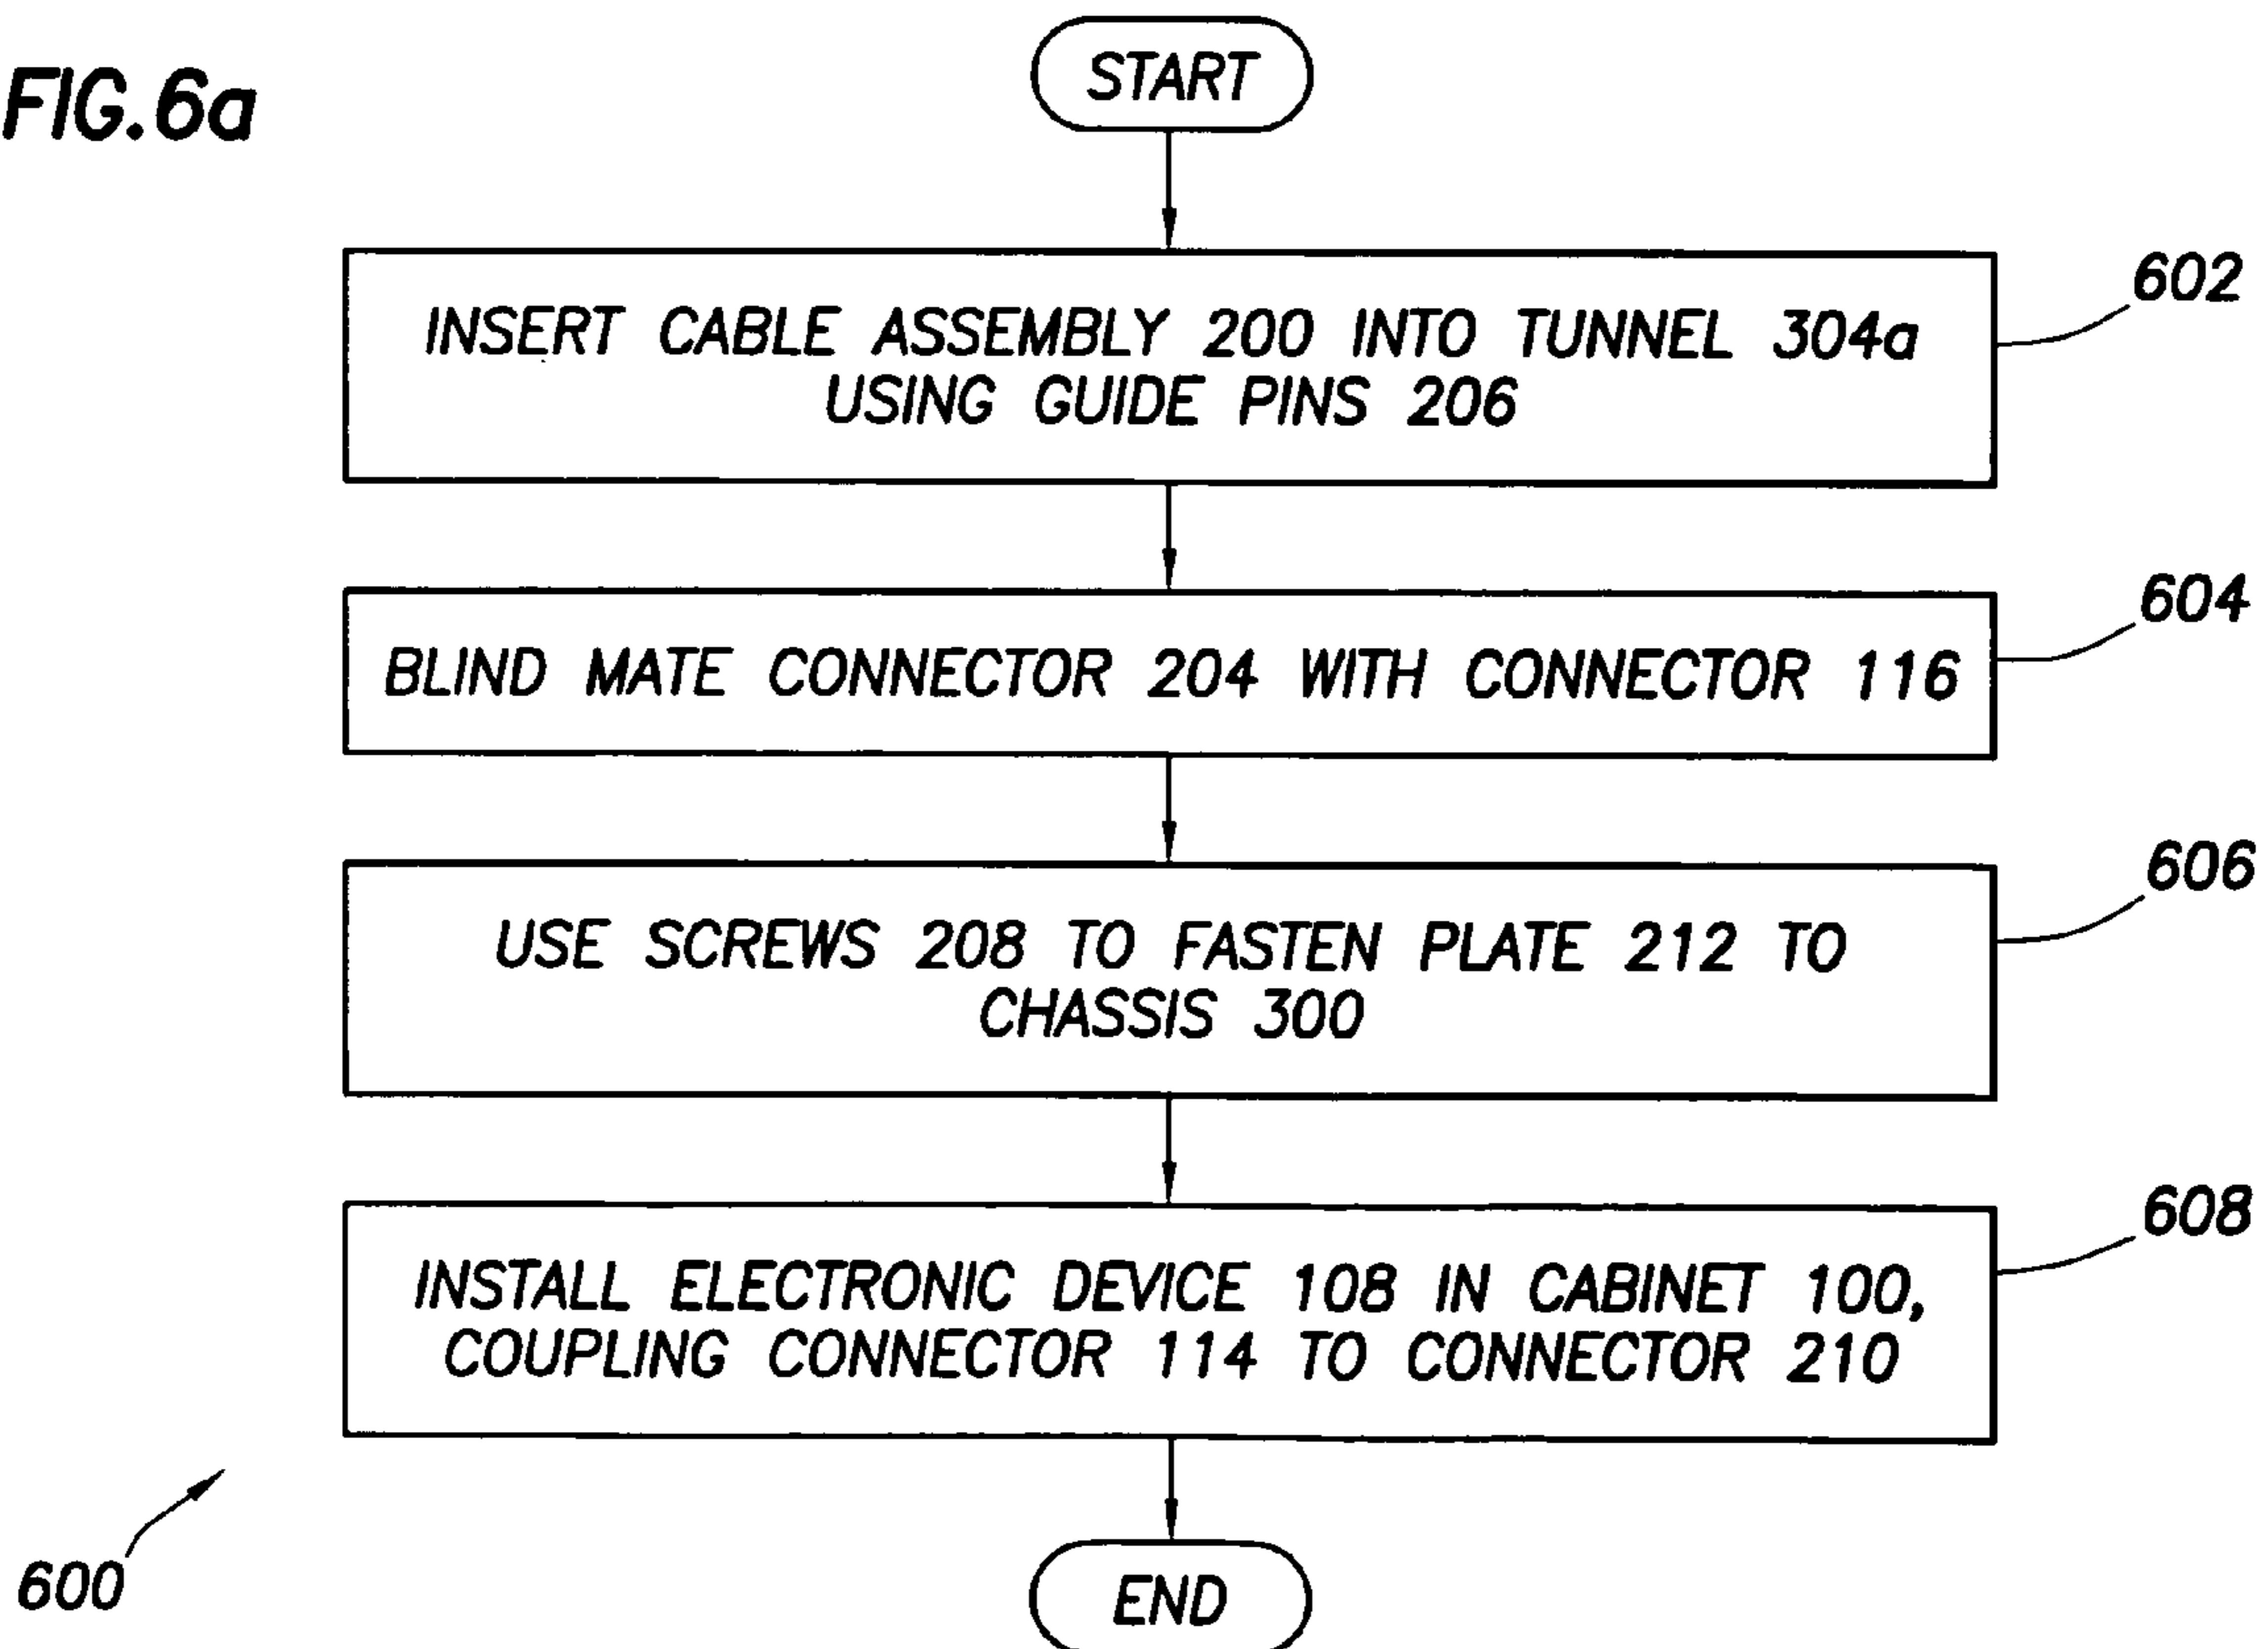 FIG.6a
START
INSERT CABLE ASSEMBLY 200 INTO TUNNEL 304a
USING GUIDE PINS 206
602
BLIND MATE CONNECTOR 204 WITH CONNECTOR 116
604
USE SCREWS 208 TO FASTEN PLATE 212 TO
CHASSIS 300
606
INSTALL ELECTRONIC DEVICE 108 IN CABINET 100,
COUPLING CONNECTOR 114 TO CONNECTOR 210
608
600
END